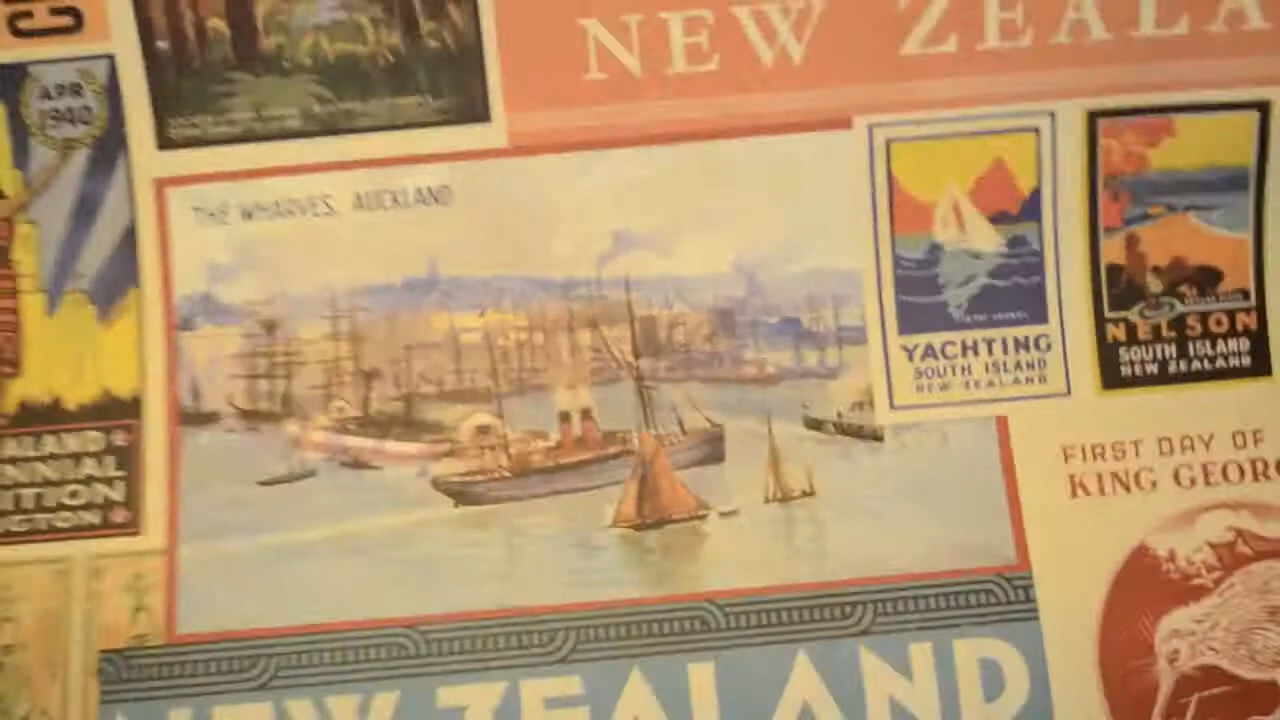 NEW ZEALA
APR
1940
THE WHARVES, AUCKLAND
YACHTING
SOUTH ISLAND
NEW ZEALAND
NELSON
SOUTH ISLAND
NEW ZEALAND
ALAND
NNIAL
ITION
GTON
FIRST DAY OF
KING GEORG
NEW ZEALAND